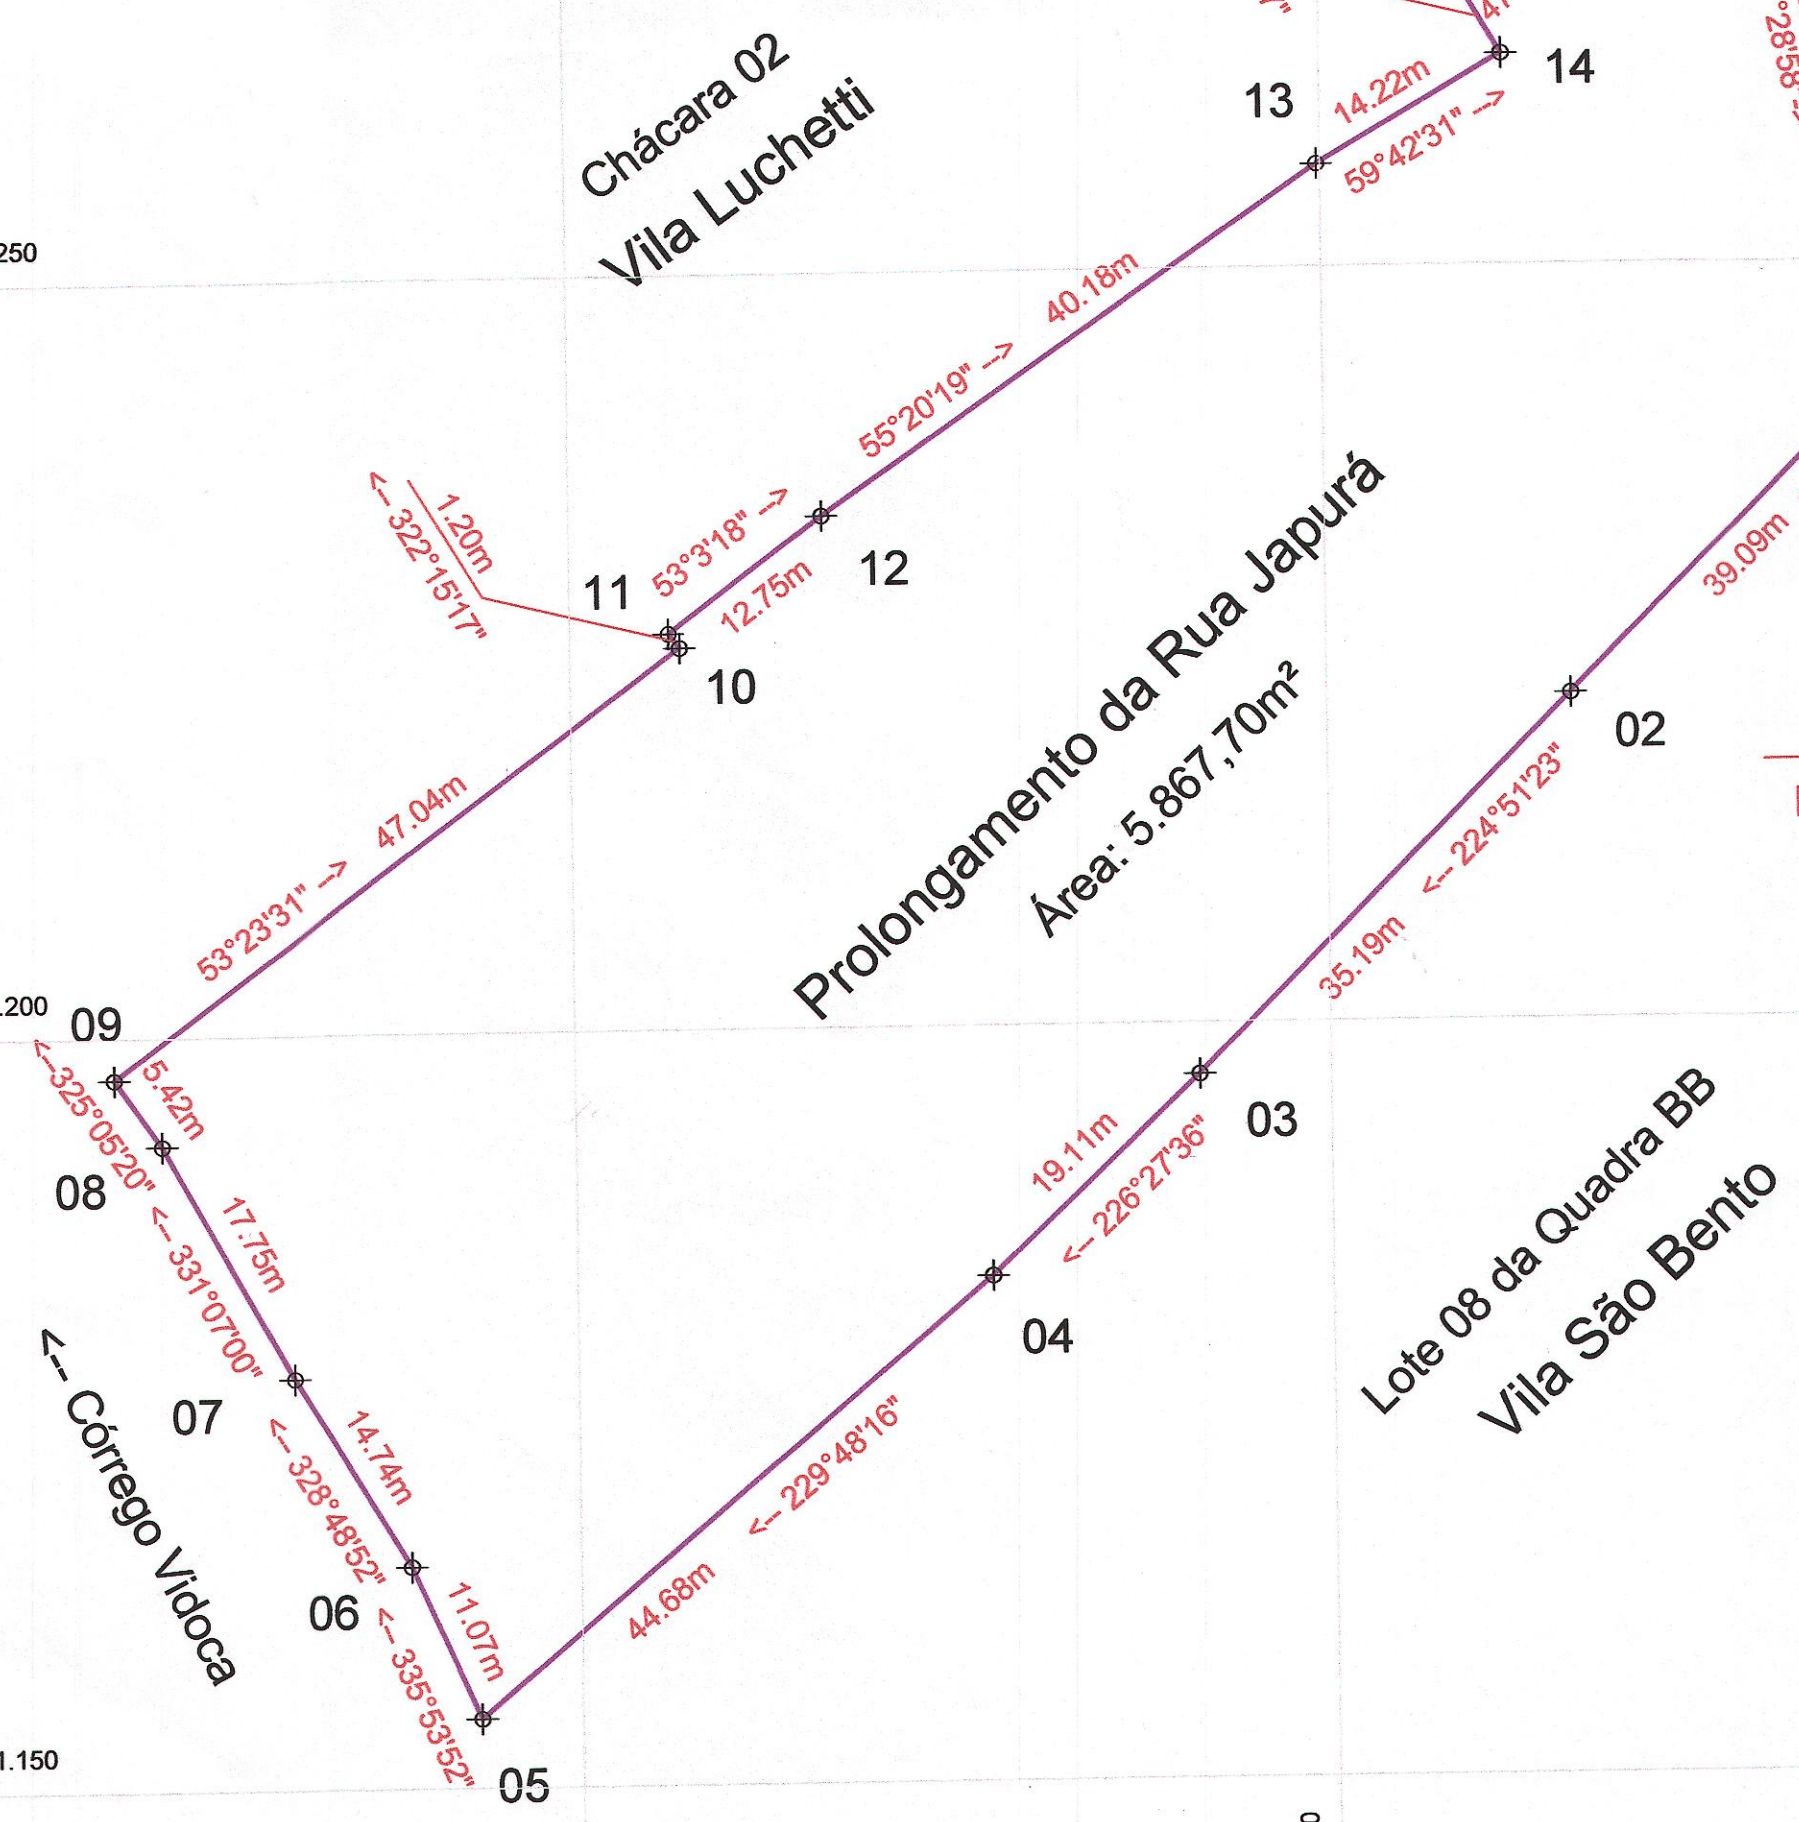 Chácara 02
Vila Luchetti
14
13
14.22m
59°42'31" -->
250
40.18m
55°20'19" -->
1.20m
<-- 322°15'17"
11
53°3'18" -->
12.75m
12
10
39.09m
02
Prolongamento da Rua Japurá
Área: 5.867,70m²
<-- 224°51'23"
35.19m
47.04m
53°23'31" -->
.200
09
5.42m
<--325°05'20"
08
03
19.11m
<-- 226°27'36"
17.75m
<-- 331°07'00"
07
04
Lote 08 da Quadra BB
Vila São Bento
<-- Córrego Vidoca
14.74m
<-- 328°48'52"
06
<-- 229°48'16"
44.68m
11.07m
<-- 335°53'52"
05
1.150